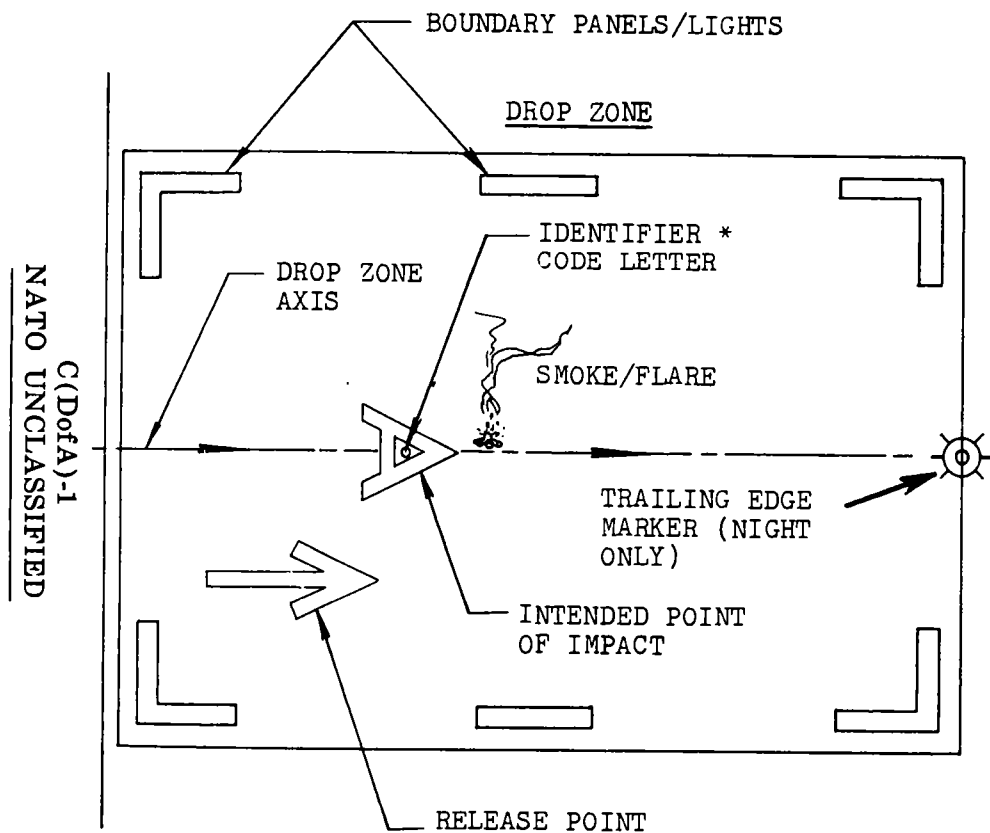 BOUNDARY PANELS/LIGHTS
DROP ZONE
IDENTIFIER *
CODE LETTER
DROP ZONE
AXIS
SMOKE/FLARE
TRAILING EDGE
MARKER (NIGHT
ONLY)
INTENDED POINT
OF IMPACT
RELEASE POINT
C(DofA)-1
NATO UNCLASSIFIED